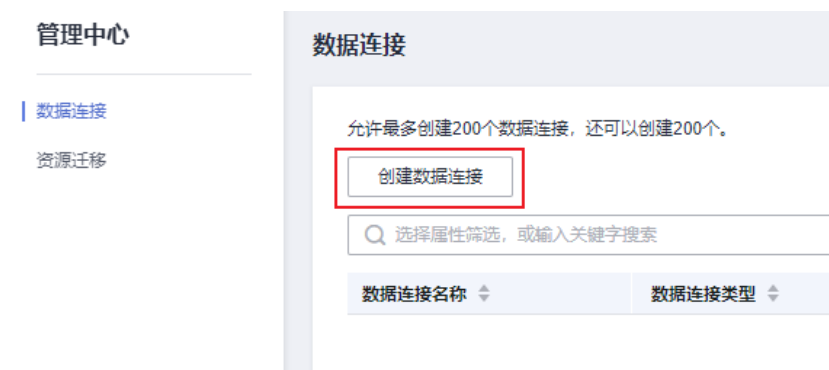 管理中心
数据连接
资源迁移
数据连接
允许最多创建200个数据连接，还可以创建200个。
创建数据连接
选择属性筛选，或输入关键字搜索
数据连接名称 数据连接类型